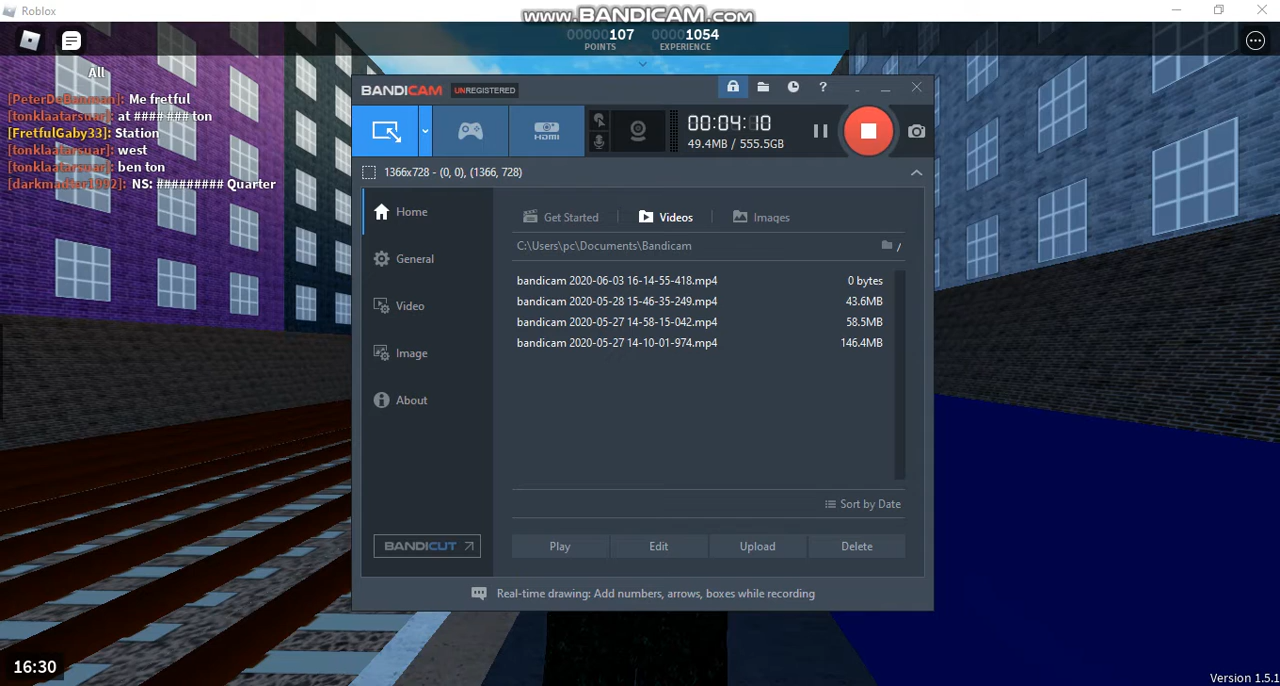 Roblox
www.BANDICAM.com
00000107
POINTS
00001054
EXPERIENCE
All
Me fretful
at #### ### ton
[FretfulGaby33]: Station
[tonklaatarsuar]: west
[tonklaatarsuar]: ben ton
NS: ######### Quarter
BANDICAM UNREGISTERED
?
HDMI
00:04:10
49.4MB / 555.5GB
1366x728 - (0, 0), (1366, 728)
Home
General
Video
Image
About
BANDICUT
Get Started
Videos
Images
C:\Users\pc\Documents\Bandicam
/
bandicam 2020-06-03 16-14-55-418.mp4 0 bytes
bandicam 2020-05-28 15-46-35-249.mp4 43.6MB
bandicam 2020-05-27 14-58-15-042.mp4 58.5MB
bandicam 2020-05-27 14-10-01-974.mp4 146.4MB
Sort by Date
Play
Edit
Upload
Delete
Real-time drawing: Add numbers, arrows, boxes while recording
16:30
Version 1.5.1